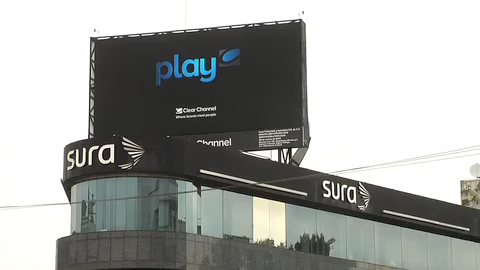 play
Clear Channel
Where brands meet people
Channel
sura
sura